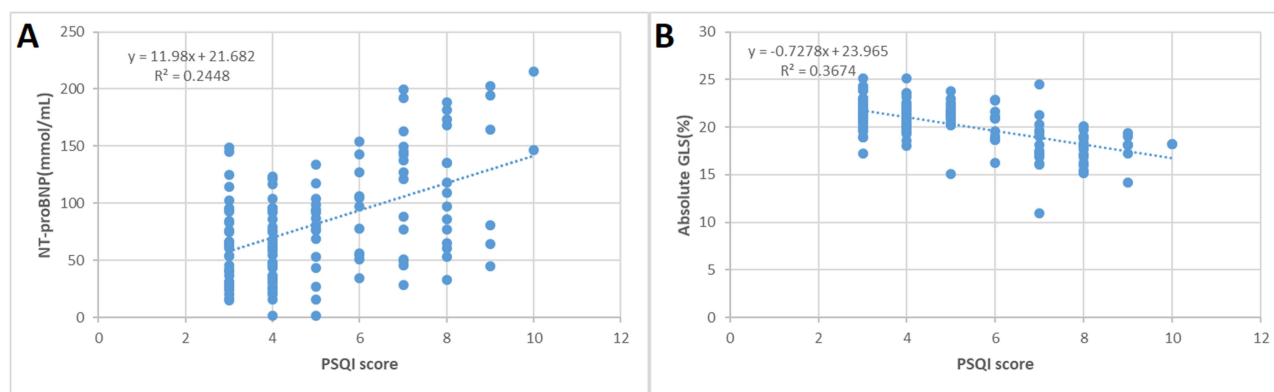 A
y = 11.98x + 21.682
R² = 0.2448
NT-proBNP(mmol/mL)
250
200
150
100
50
0
0 2 4 6 8 10 12
PSQI score
B
y = -0.7278x + 23.965
R² = 0.3674
Absolute GLS(%)
30
25
20
15
10
5
0
0 2 4 6 8 10 12
PSQI score